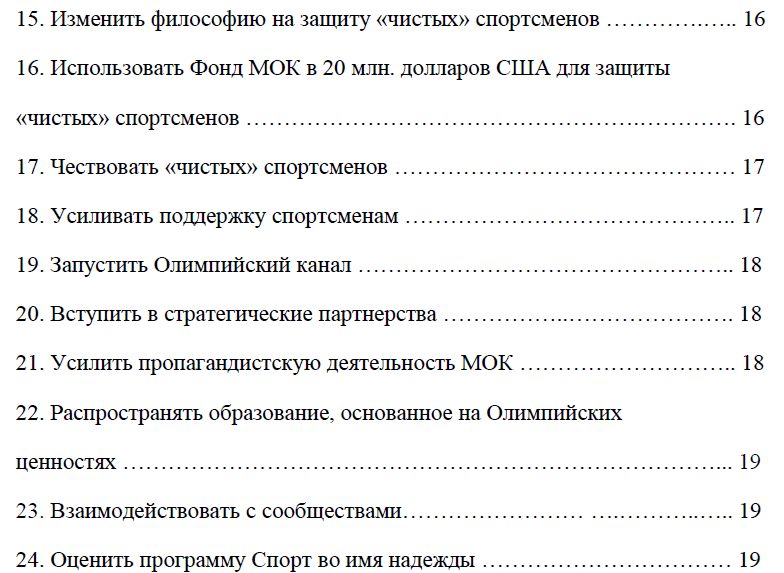 15. Изменить философию на защиту «чистых» спортсменов ………….….. 16
16. Использовать Фонд МОК в 20 млн. долларов США для защиты
«чистых» спортсменов …………………………………………….………….. 16
17. Чествовать «чистых» спортсменов ……………………………………… 17
18. Усиливать поддержку спортсменам …………………………………….. 17
19. Запустить Олимпийский канал ………………………………………….. 18
20. Вступить в стратегические партнерства ……………..…………………. 18
21. Усилить пропагандистскую деятельность МОК ……………………….. 18
22. Распространять образование, основанное на Олимпийских
ценностях ……………………………………………………………………... 19
23. Взаимодействовать с сообществами…………………… ….………..….. 19
24. Оценить программу Спорт во имя надежды …………………………… 19